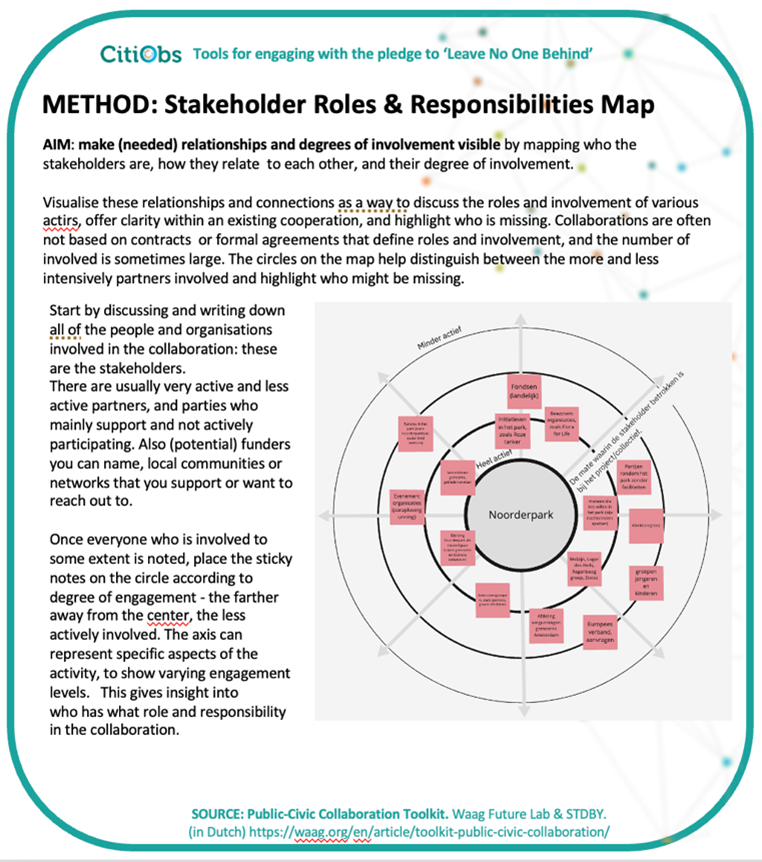 CitiObs Tools for engaging with the pledge to ‘Leave No One Behind’
METHOD: Stakeholder Roles & Responsibilities Map
AIM: make (needed) relationships and degrees of involvement visible by mapping who the
stakeholders are, how they relate to each other, and their degree of involvement.
Visualise these relationships and connections as a way to discuss the roles and involvement of various
actirs, offer clarity within an existing cooperation, and highlight who is missing. Collaborations are often
not based on contracts or formal agreements that define roles and involvement, and the number of
involved is sometimes large. The circles on the map help distinguish between the more and less
intensively partners involved and highlight who might be missing.
Start by discussing and writing down
all of the people and organisations
involved in the collaboration: these
are the stakeholders.
There are usually very active and less
active partners, and parties who
mainly support and not actively
participating. Also (potential) funders
you can name, local communities or
networks that you support or want to
reach out to.
Once everyone who is involved to
some extent is noted, place the sticky
notes on the circle according to
degree of engagement - the farther
away from the center, the less
actively involved. The axis can
represent specific aspects of the
activity, to show varying engagement
levels. This gives insight into
who has what role and responsibility
in the collaboration.
Minder actief
De mate waarin de stakeholder betrokken is
bij het project/collectief.
Heel actief
Noorderpark
Fondsen
(landelijk)
Initiatieven
in het park,
zoals Roze
tanker
Bewoners
organisaties,
zoals Flora
for Life
Partijen
rondom het
park zonder
faciliteiten
Evenement
organisaties
groepen
jongeren
en
kinderen
Europees
verband,
aanvragen
Afdeling
vergunningen
gemeente
Amsterdam
SOURCE: Public-Civic Collaboration Toolkit. Waag Future Lab & STDBY.
(in Dutch) https://waag.org/en/article/toolkit-public-civic-collaboration/